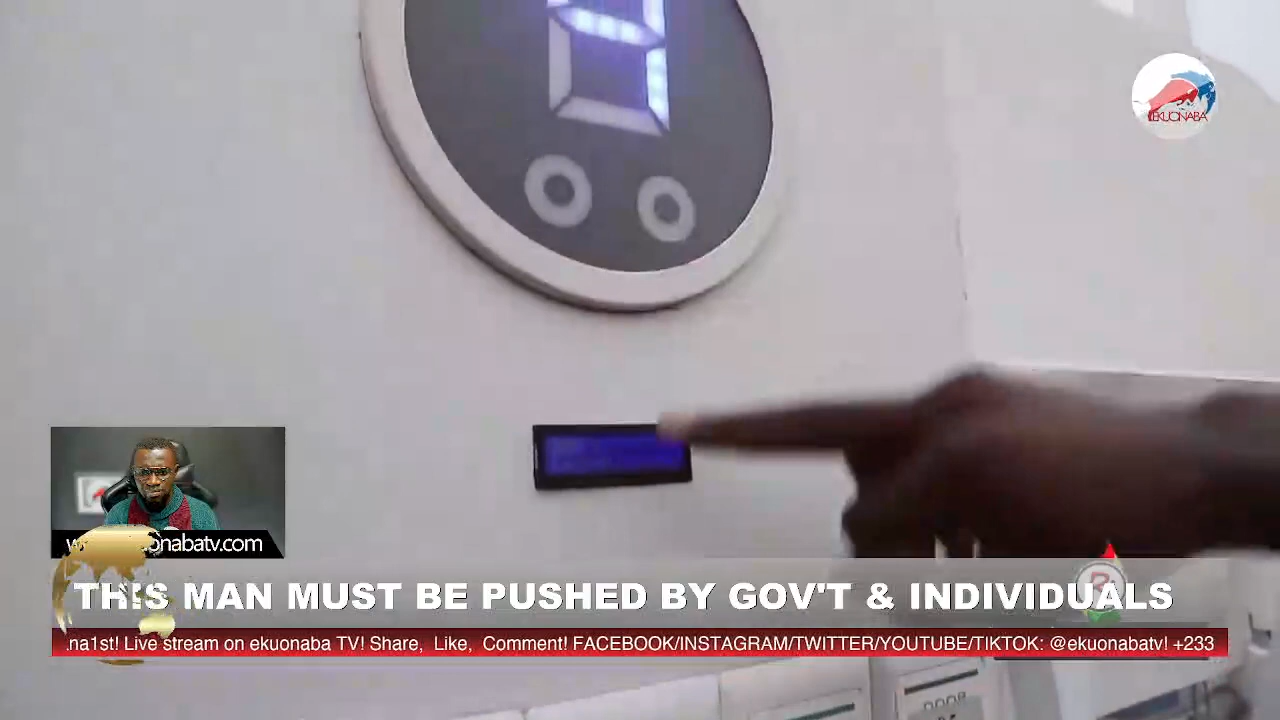 EKUONABA
onabatv.com
THIS MAN MUST BE PUSHED BY GOV'T & INDIVIDUALS
.na1st! Live stream on ekuonaba TV! Share, Like, Comment! FACEBOOK/INSTAGRAM/TWITTER/YOUTUBE/TIKTOK: @ekuonabatv! +233
DOOR